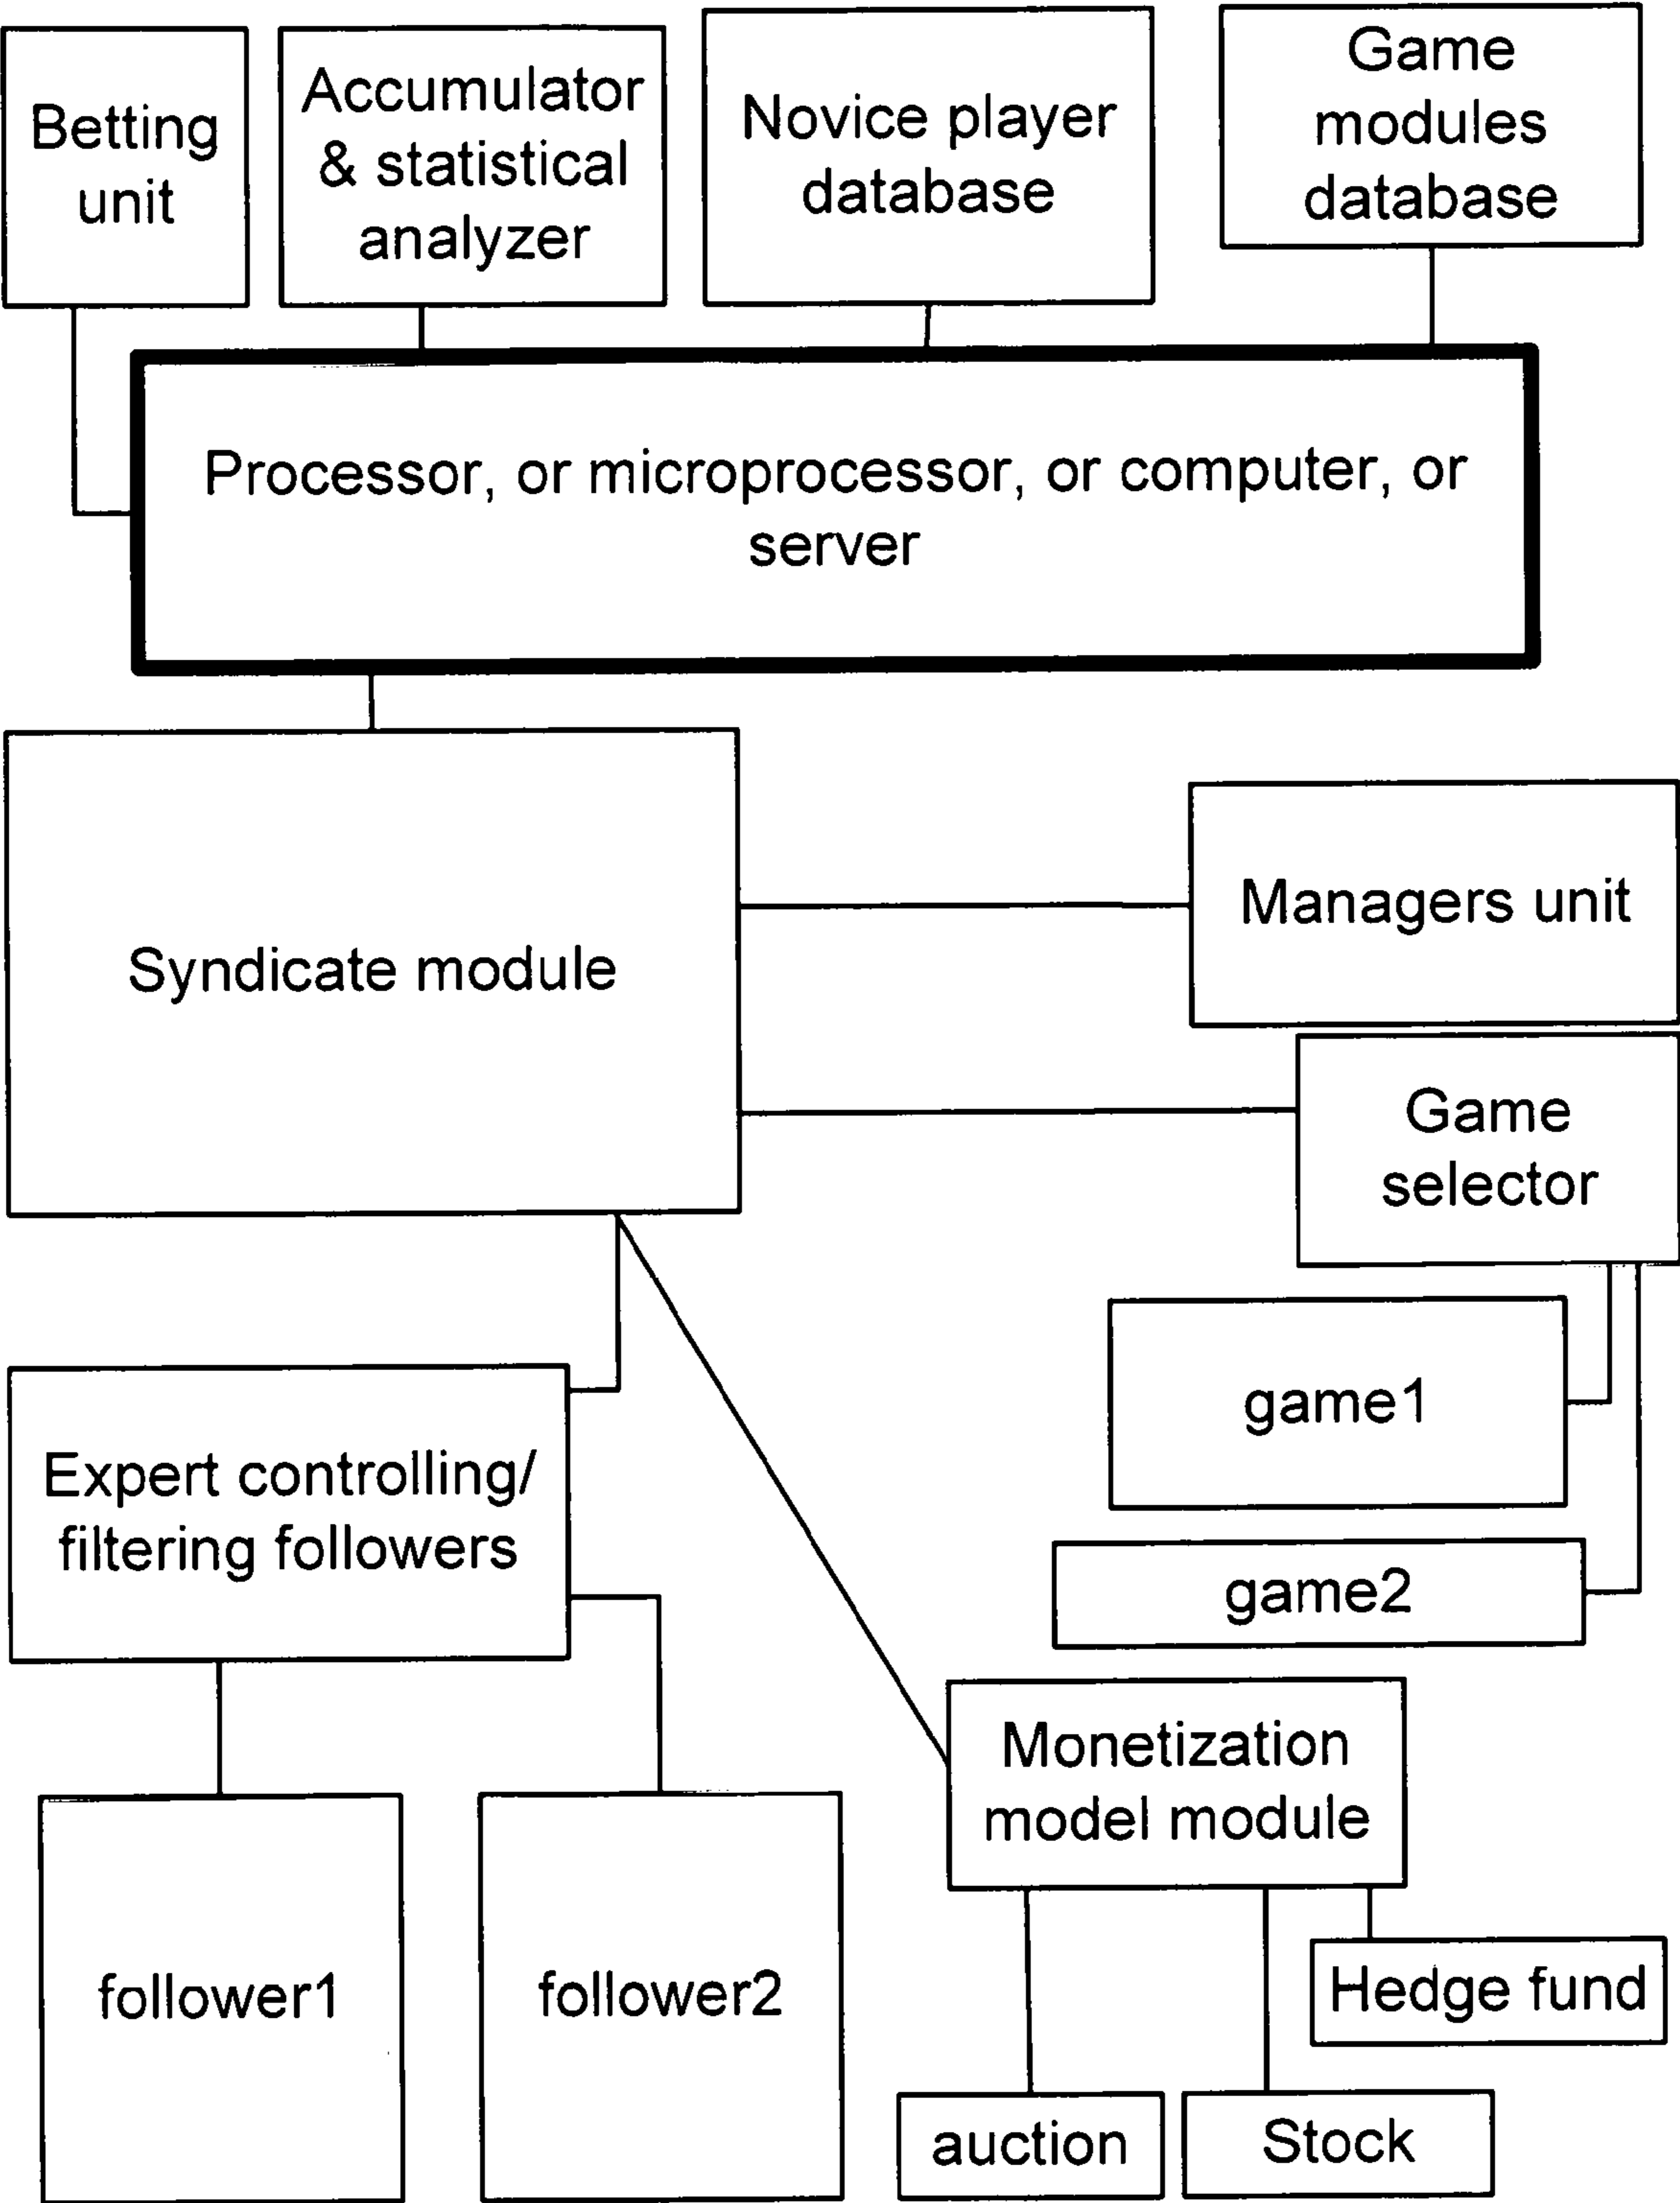 Betting
unit
Accumulator
& statistical
analyzer
Novice player
database
Game
modules
database
Processor, or microprocessor, or computer, or
server
Syndicate module
Managers unit
Game
selector
game1
game2
Expert controlling/
filtering followers
follower1
follower2
Monetization
model module
Hedge fund
auction
Stock